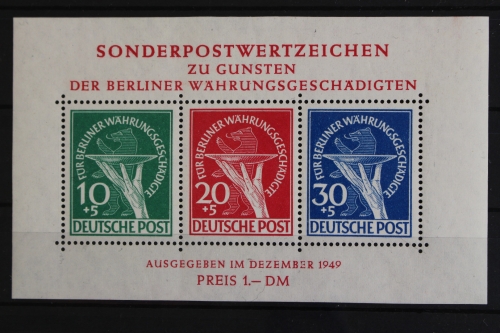 SONDERPOSTWERTZEICHEN
ZU GUNSTEN
DER BERLINER WÄHRUNGSGESCHÄDIGTEN
FÜR BERLINER WÄHRUNGSGESCHÄDIGTE
10
+5
DEUTSCHE POST
FÜR BERLINER WÄHRUNGSGESCHÄDIGTE
20
+5
DEUTSCHE POST
FÜR BERLINER WÄHRUNGSGESCHÄDIGTE
30
+5
DEUTSCHE POST
AUSGEGEBEN IM DEZEMBER 1949
PREIS 1.— DM